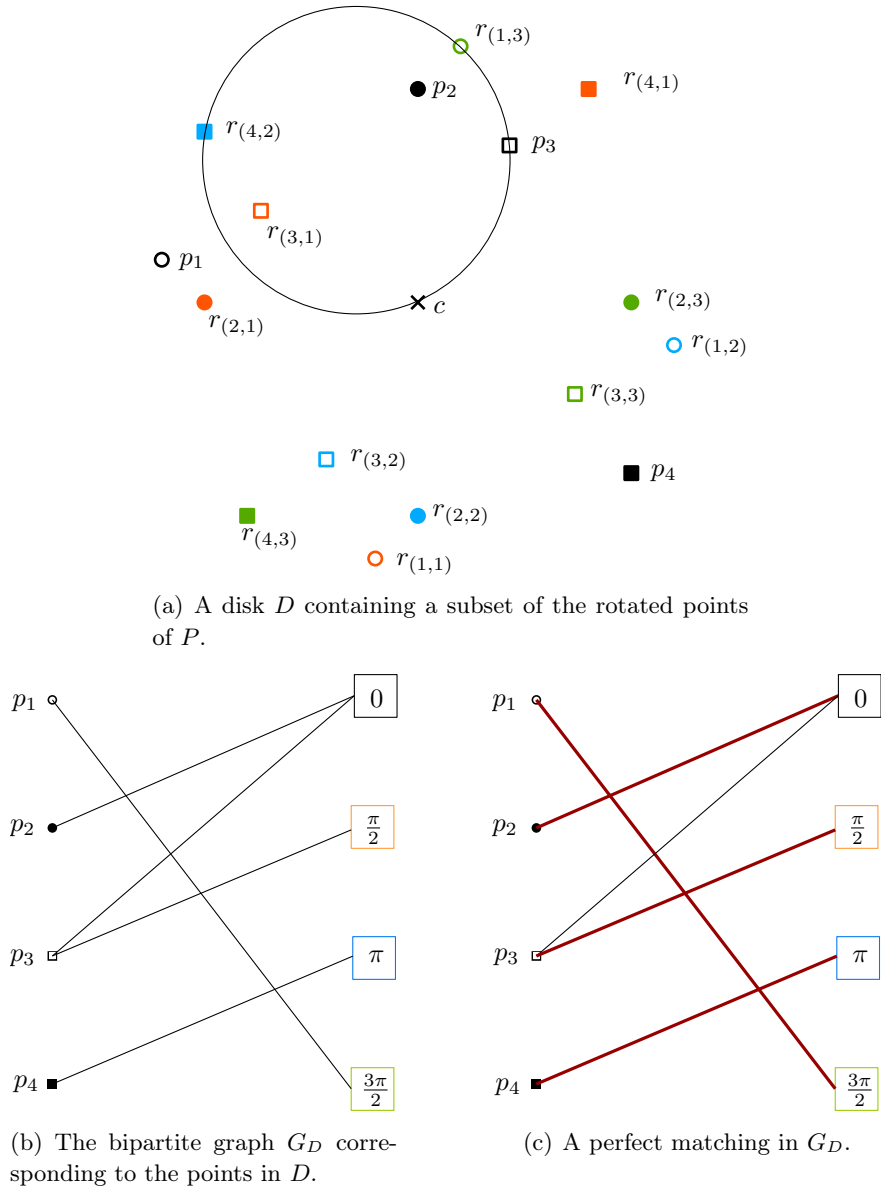 r(1,3)
p2
r(4,1)
r(4,2)
p3
r(3,1)
p1
r(2,1)
c
r(2,3)
r(1,2)
r(3,3)
r(3,2)
p4
r(4,3)
r(2,2)
r(1,1)
(a) A disk D containing a subset of the rotated points
of P.
p1
0
p2
π/2
p3
π
p4
3π/2
(b) The bipartite graph GD corre-
sponding to the points in D.
p1
0
p2
π/2
p3
π
p4
3π/2
(c) A perfect matching in GD.